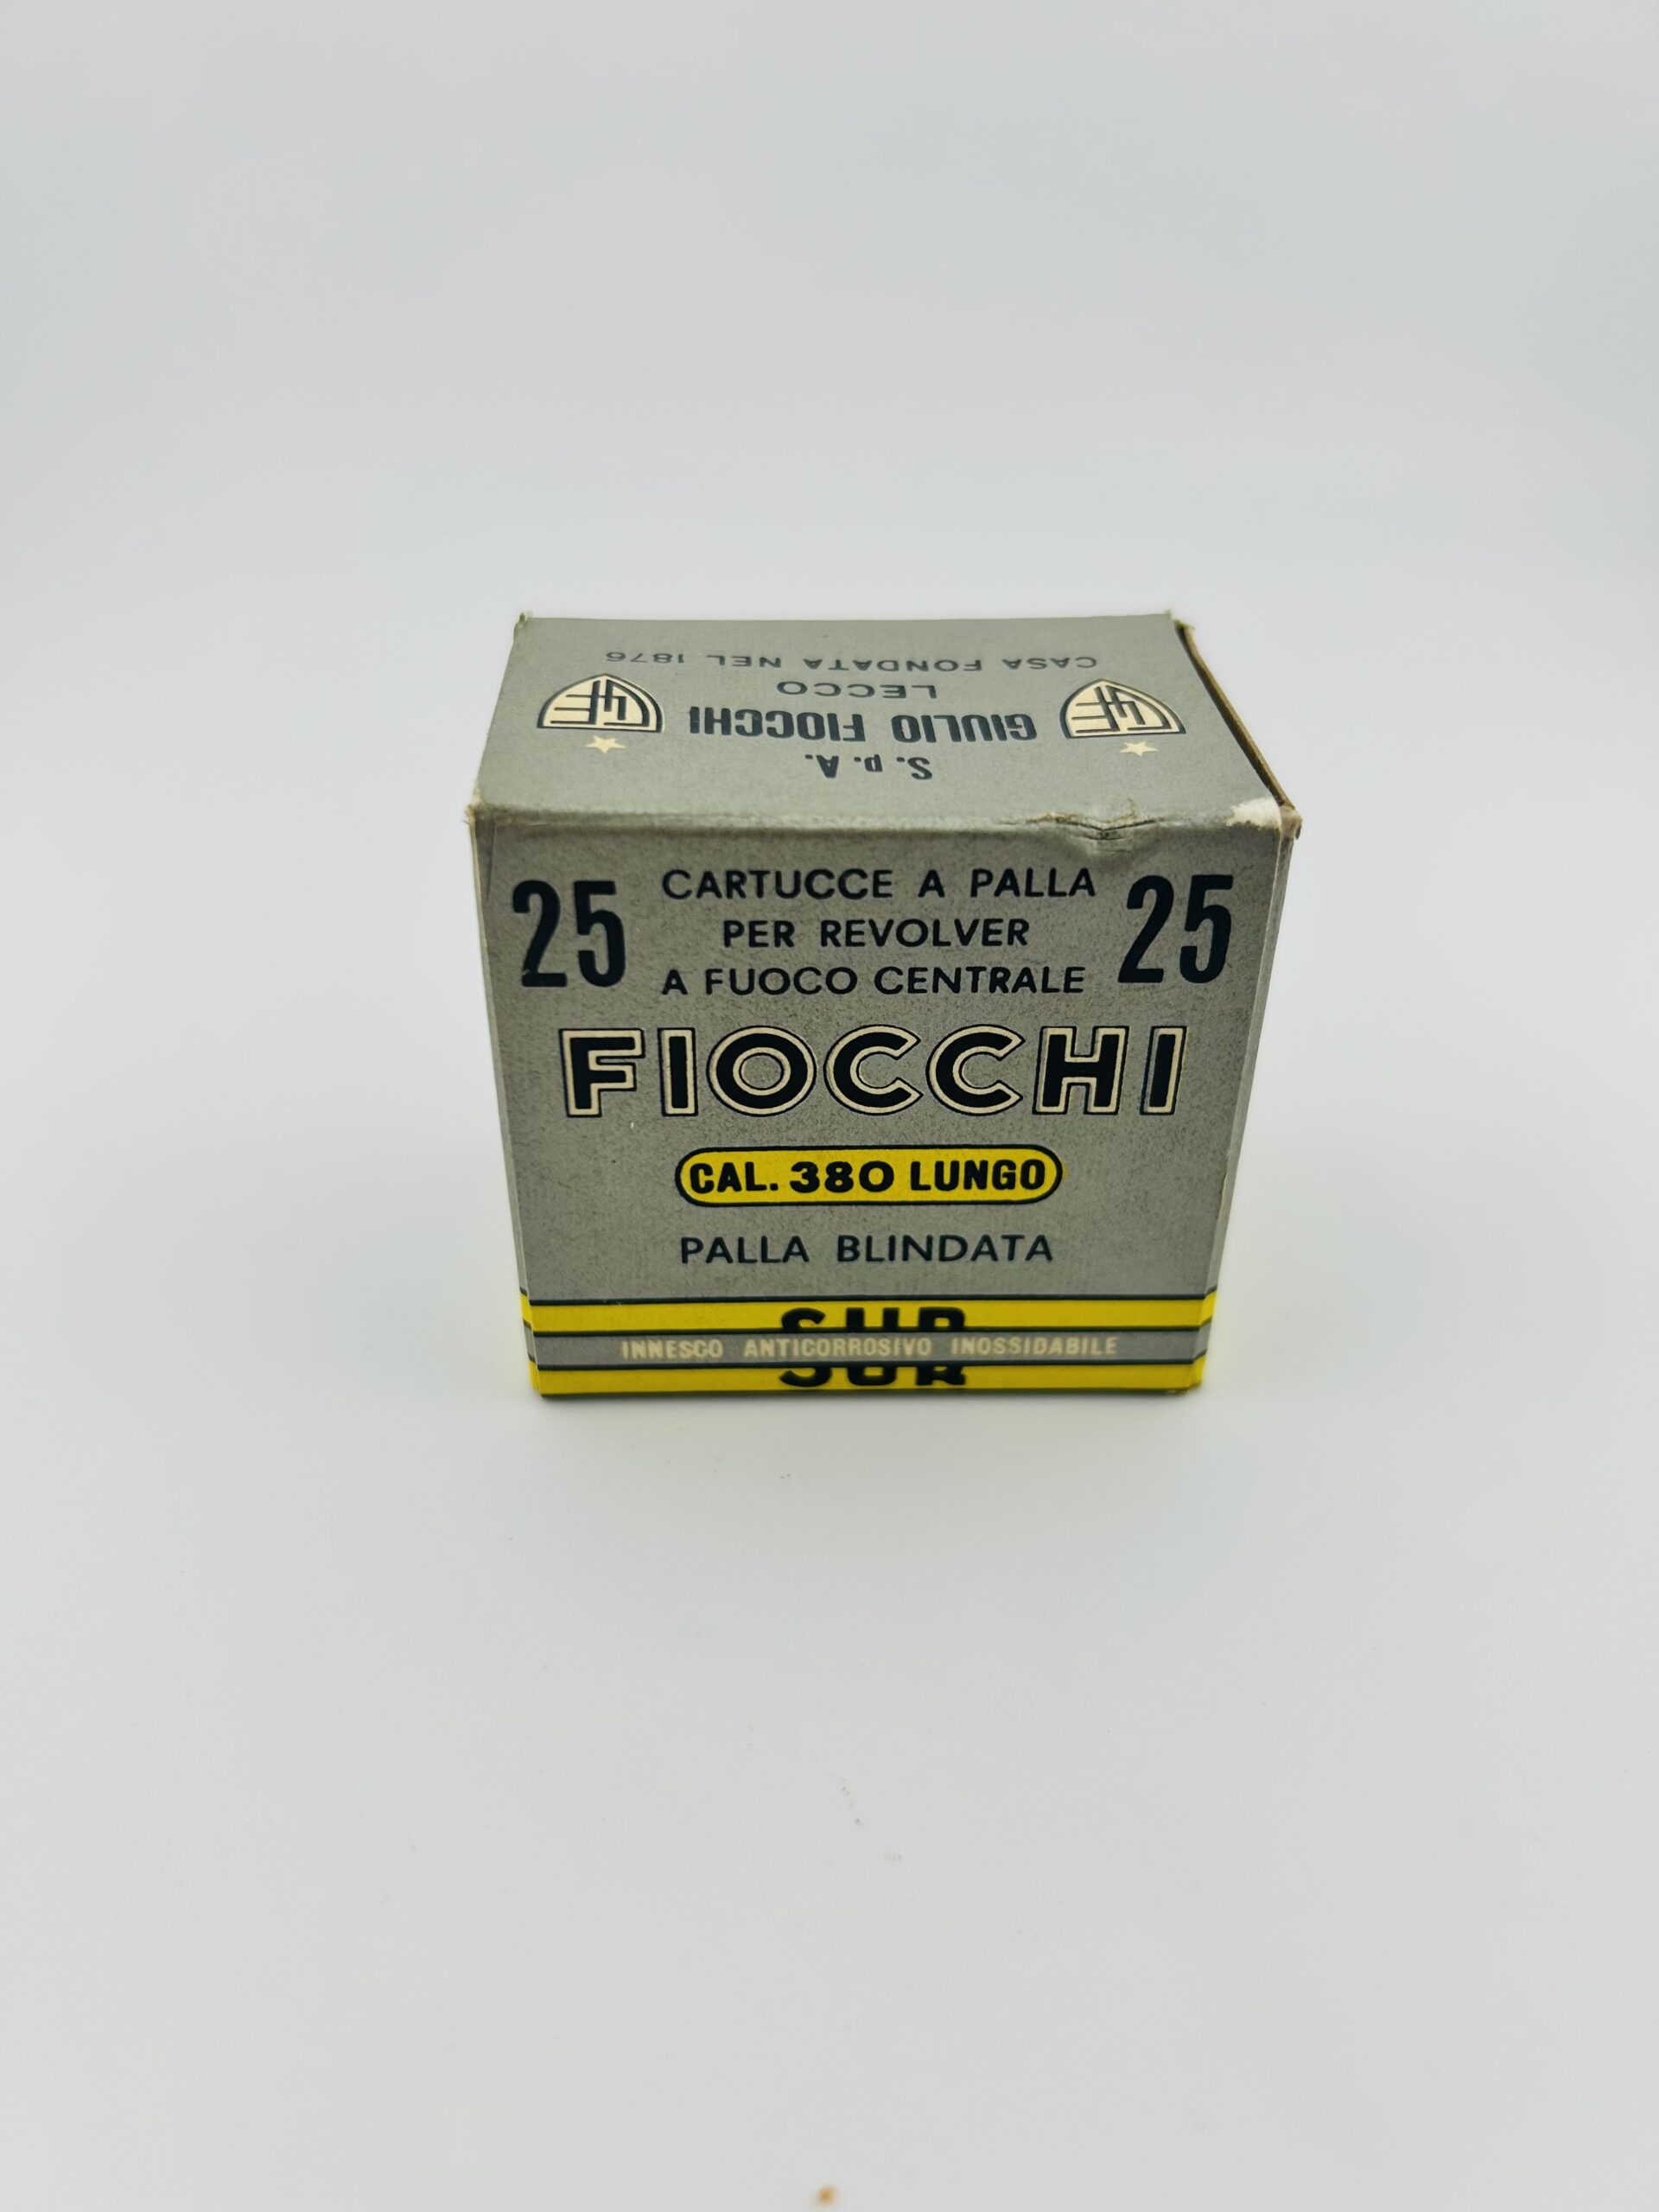 S.p.A.
GIULIO FIOCCHI
LECCO
CASA FONDATA NEL 1876
25 CARTUCCE A PALLA 25
PER REVOLVER
A FUOCO CENTRALE
FIOCCHI
CAL. 380 LUNGO
PALLA BLINDATA
INNESCO ANTICORROSIVO INOSSIDABILE